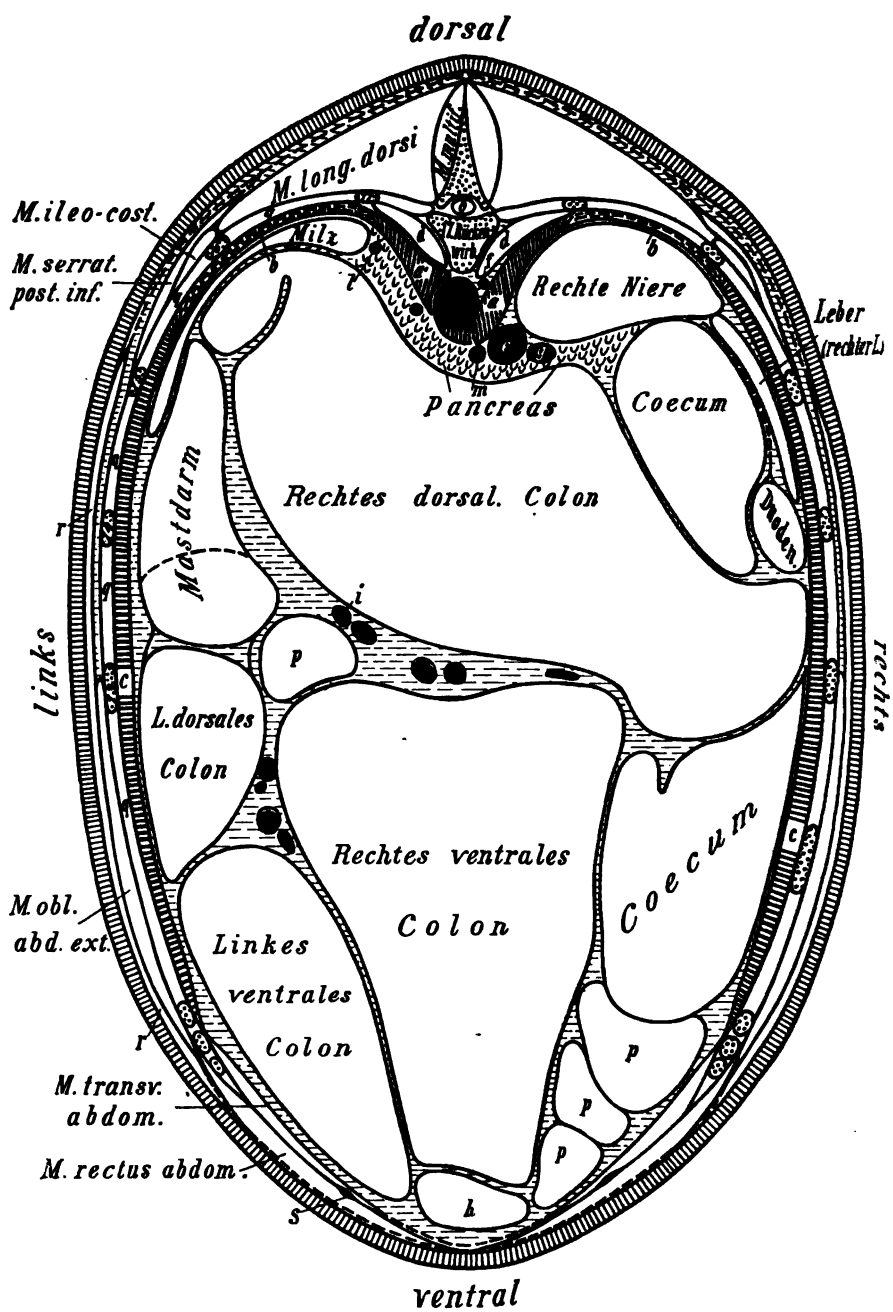 dorsal
M. multif.
M. long. dorsi
M. ileo-cost.
M. serrat.
post. inf.
Milz
b
l
d
d
f
b
a
wirb.
Rechte Niere
Leber
(rechter L.)
c
g
m
Pancreas
Coecum
Rechtes dorsal. Colon
Duoden.
Mastdarm
r
q
q
i
p
links
rechts
c
L. dorsales
Colon
q
c
Rechtes ventrales
Colon
Coecum
M. obl.
abd. ext.
Linkes
ventrales
Colon
r
p
p
p
M. transv.
abdom.
M. rectus abdom.
s
h
ventral